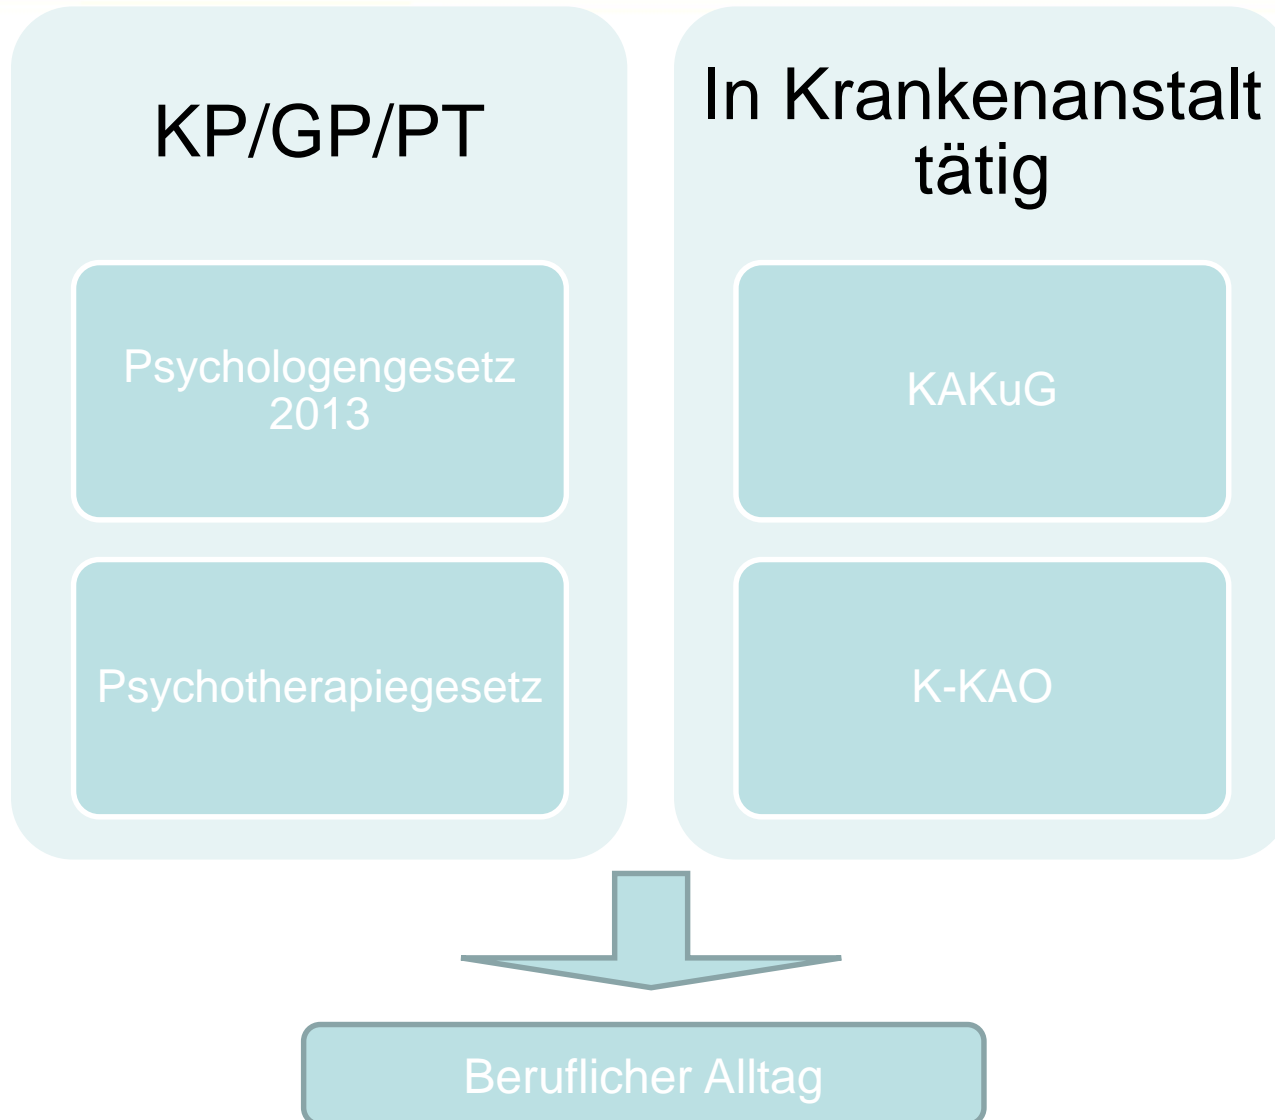 KP/GP/PT
Psychologengesetz
2013
Psychotherapiegesetz
In Krankenanstalt
tätig
KAKuG
K-KAO
Beruflicher Alltag